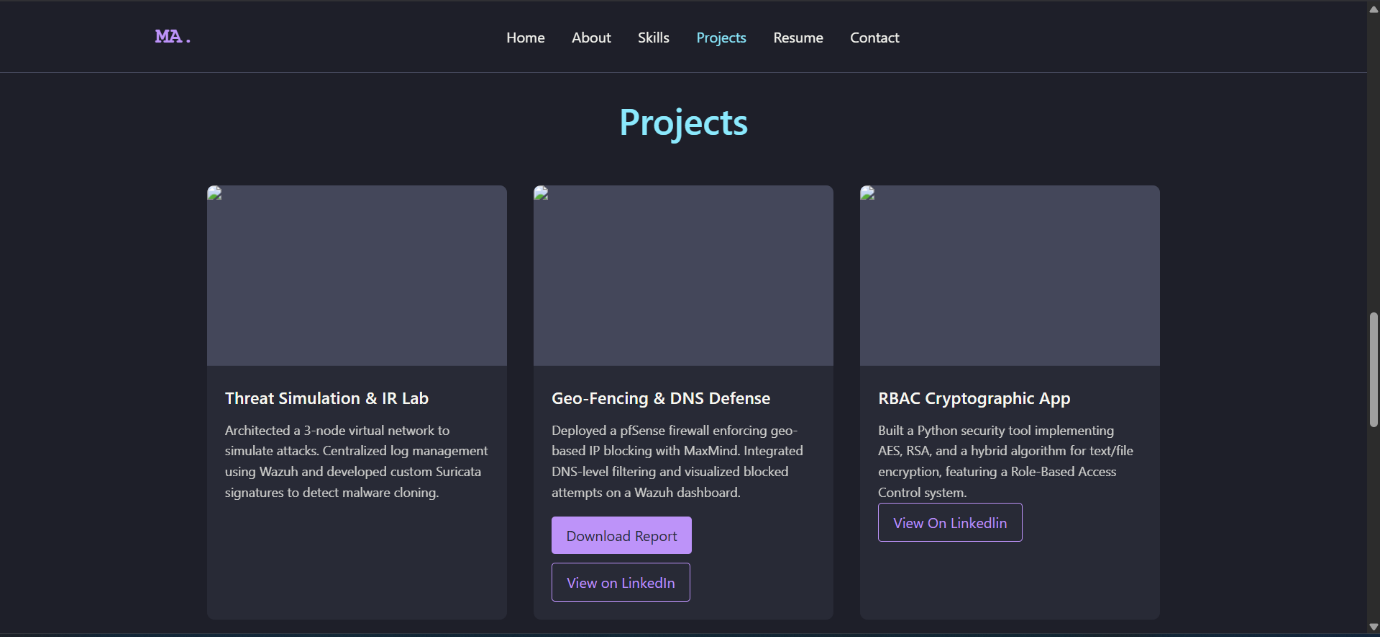 MA.
Home About Skills Projects Resume Contact
Projects
Threat Simulation & IR Lab
Architected a 3-node virtual network to
simulate attacks. Centralized log management
using Wazuh and developed custom Suricata
signatures to detect malware cloning.
Geo-Fencing & DNS Defense
Deployed a pfSense firewall enforcing geo-
based IP blocking with MaxMind. Integrated
DNS-level filtering and visualized blocked
attempts on a Wazuh dashboard.
Download Report
View on LinkedIn
RBAC Cryptographic App
Built a Python security tool implementing
AES, RSA, and a hybrid algorithm for text/file
encryption, featuring a Role-Based Access
Control system.
View On Linkedlin